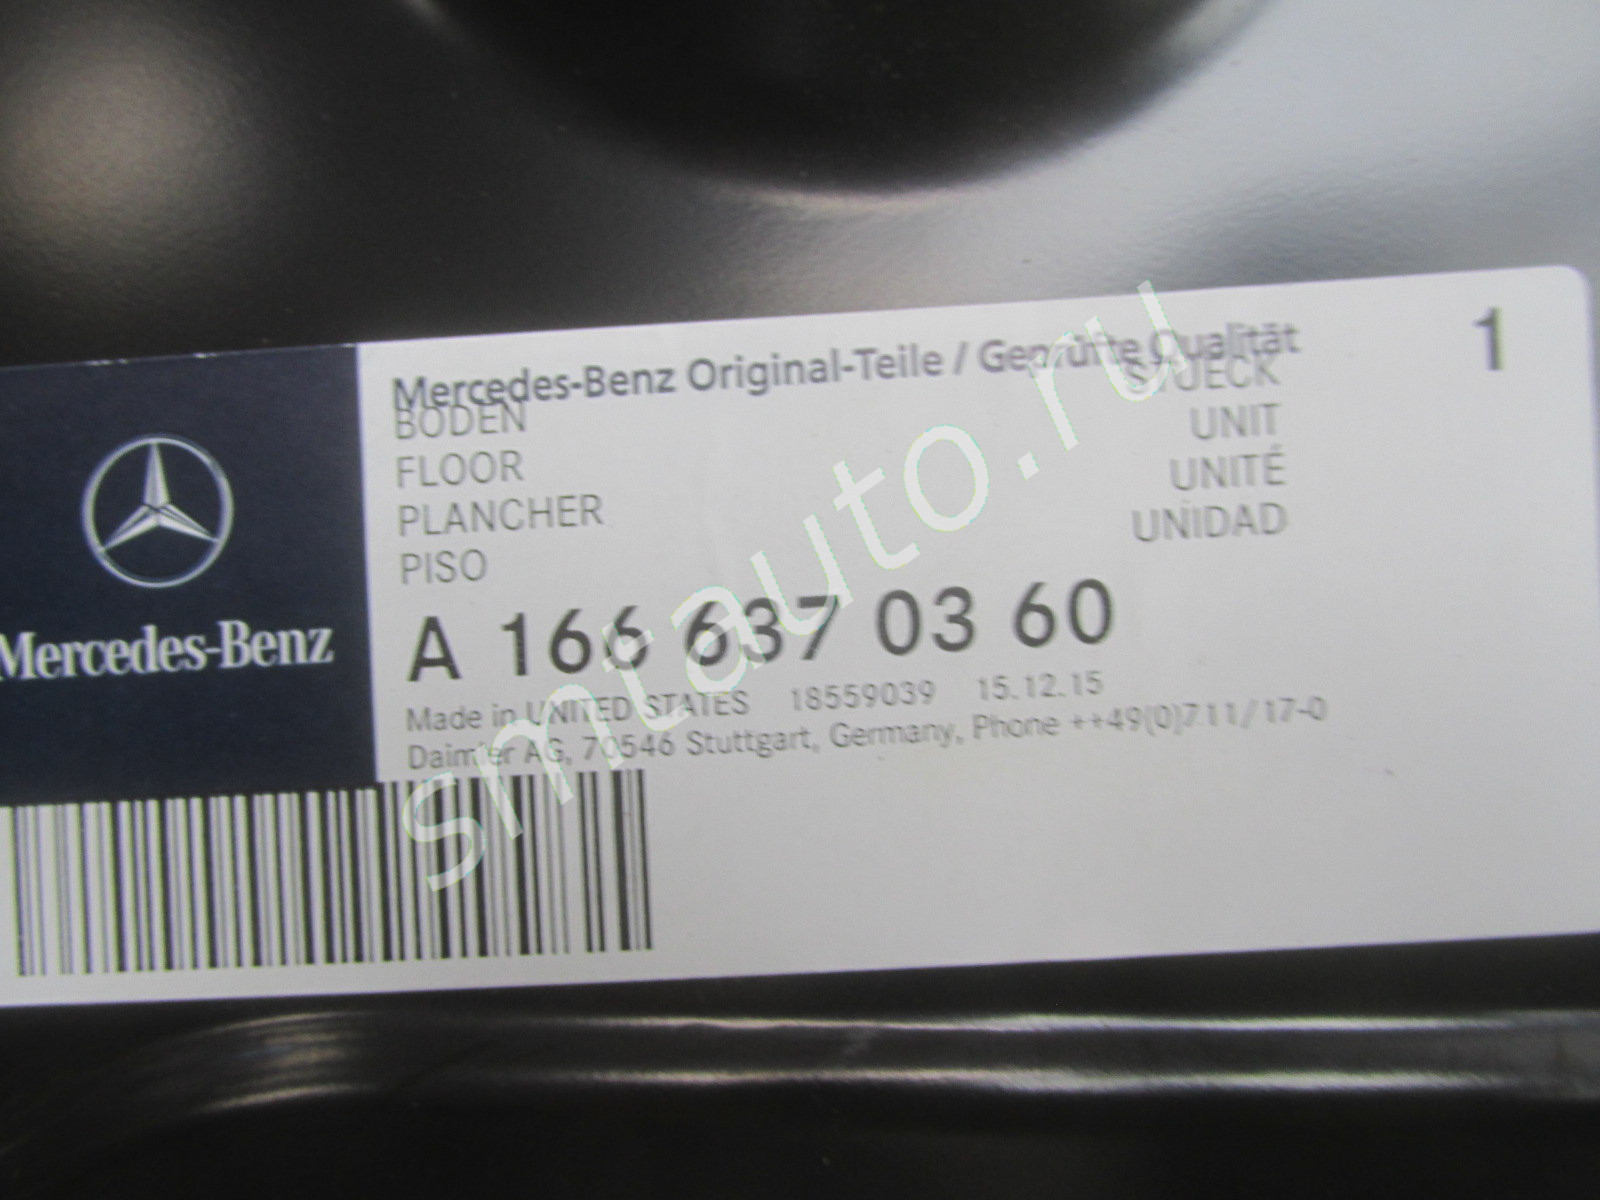 Mercedes-Benz Original-Teile / Geprüfte Qualität 1
BODEN STUECK
FLOOR UNIT
PLANCHER UNITÉ
PISO UNIDAD
A 166 637 03 60
Made in UNITED STATES 18559039 15.12.15
Daimler AG, 70546 Stuttgart, Germany, Phone ++49(0)711/17-0
Mercedes-Benz
smtauto.ru